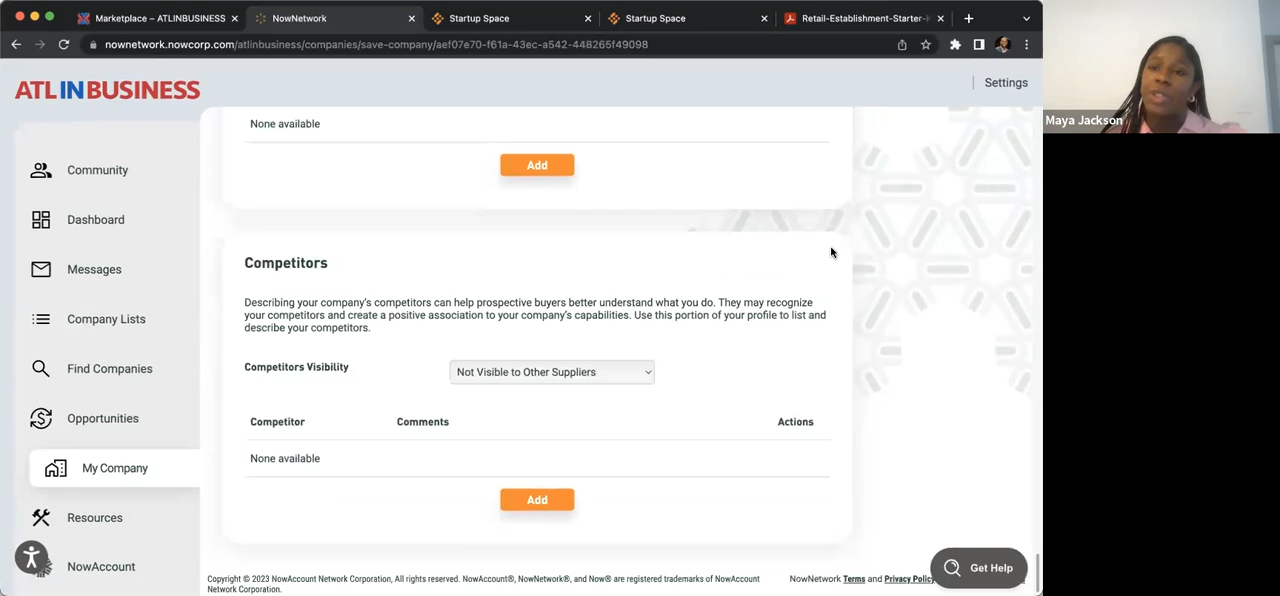 Marketplace – ATLINBUSINESS
NowNetwork
Startup Space
Startup Space
Retail-Establishment-Starter-
nownetwork.nowcorp.com/atlinbusiness/companies/save-company/aef07e70-f61a-43ec-a542-448265f49098
ATLINBUSINESS
Settings
Maya Jackson
Community
Dashboard
Messages
Company Lists
Find Companies
Opportunities
My Company
Resources
NowAccount
None available
Add
Competitors
Describing your company's competitors can help prospective buyers better understand what you do. They may recognize
your competitors and create a positive association to your company's capabilities. Use this portion of your profile to list and
describe your competitors.
Competitors Visibility
Not Visible to Other Suppliers
Competitor Comments Actions
None available
Add
Get Help
Copyright © 2023 NowAccount Network Corporation, All rights reserved. NowAccount®, NowNetwork®, and Now® are registered trademarks of NowAccount
Network Corporation.
NowNetwork Terms and Privacy Policy